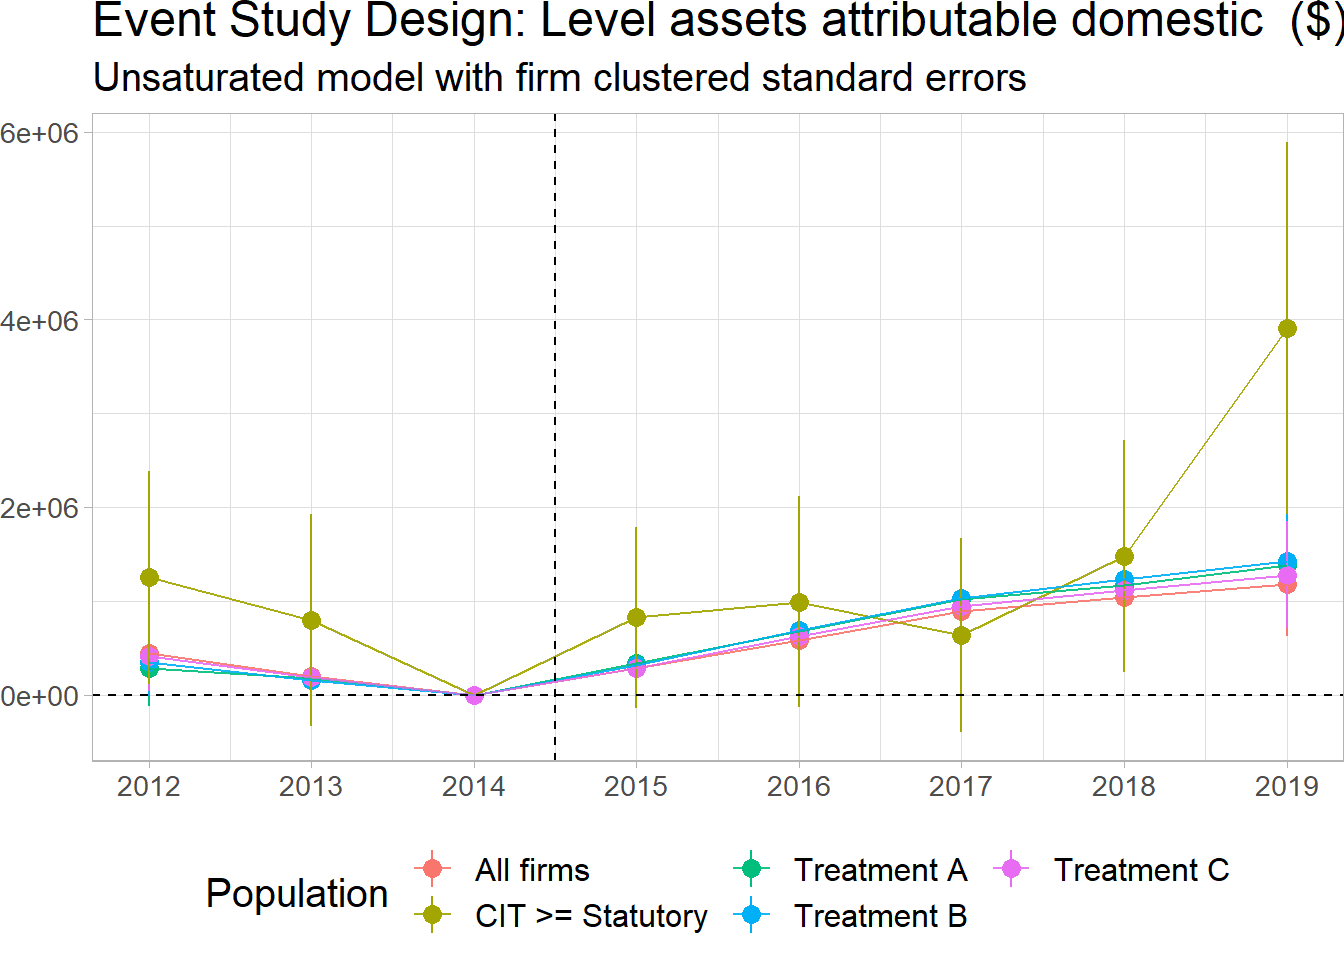 Event Study Design: Level assets attributable domestic ($)
Unsaturated model with firm clustered standard errors
6e+06
4e+06
2e+06
0e+00
2012 2013 2014 2015 2016 2017 2018 2019
Population
All firms Treatment A Treatment C
CIT >= Statutory Treatment B